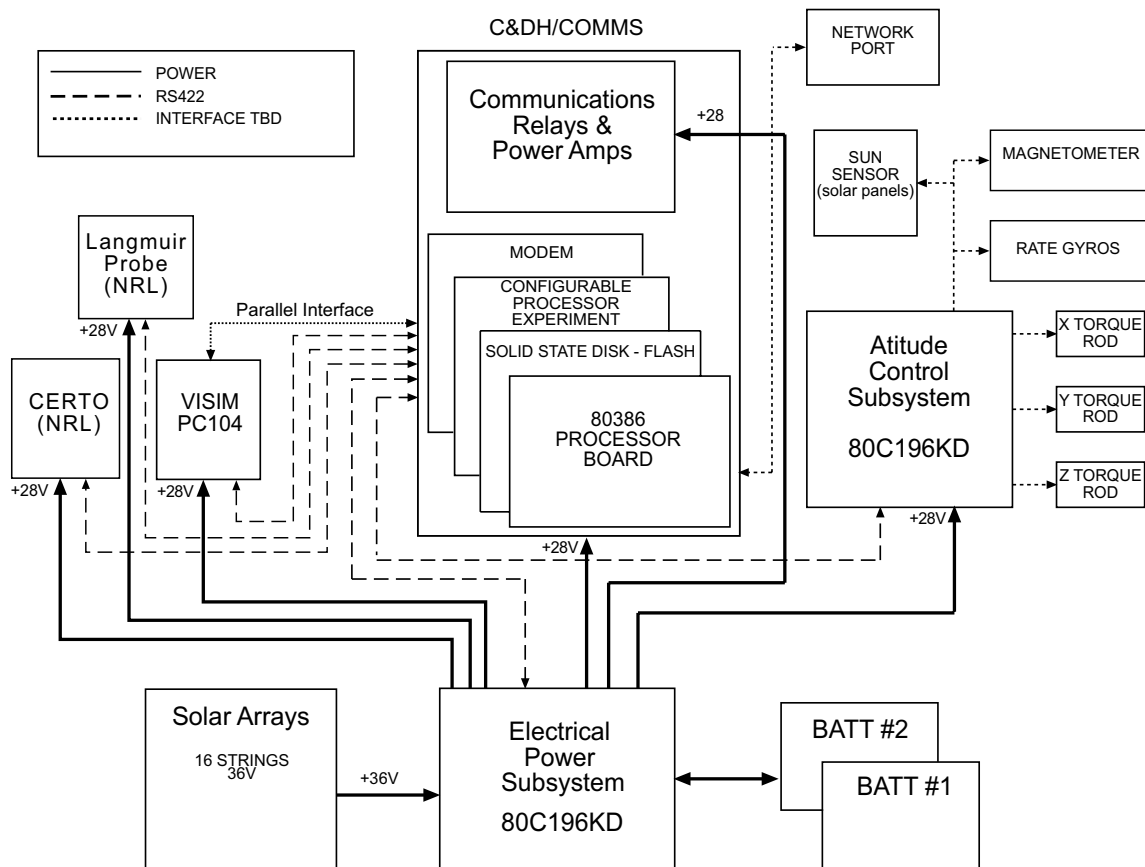 C&DH/COMMS
NETWORK
PORT
POWER
RS422
INTERFACE TBD
Communications
Relays &
Power Amps
+28
SUN
SENSOR
(solar panels)
MAGNETOMETER
RATE GYROS
Langmuir
Probe
(NRL)
+28V
MODEM
CONFIGURABLE
PROCESSOR
EXPERIMENT
SOLID STATE DISK - FLASH
80386
PROCESSOR
BOARD
Parallel Interface
CERTO
(NRL)
+28V
VISIM
PC104
+28V
+28V
Atitude
Control
Subsystem
80C196KD
+28V
X TORQUE
ROD
Y TORQUE
ROD
Z TORQUE
ROD
Solar Arrays
16 STRINGS
36V
+36V
Electrical
Power
Subsystem
80C196KD
BATT #2
BATT #1